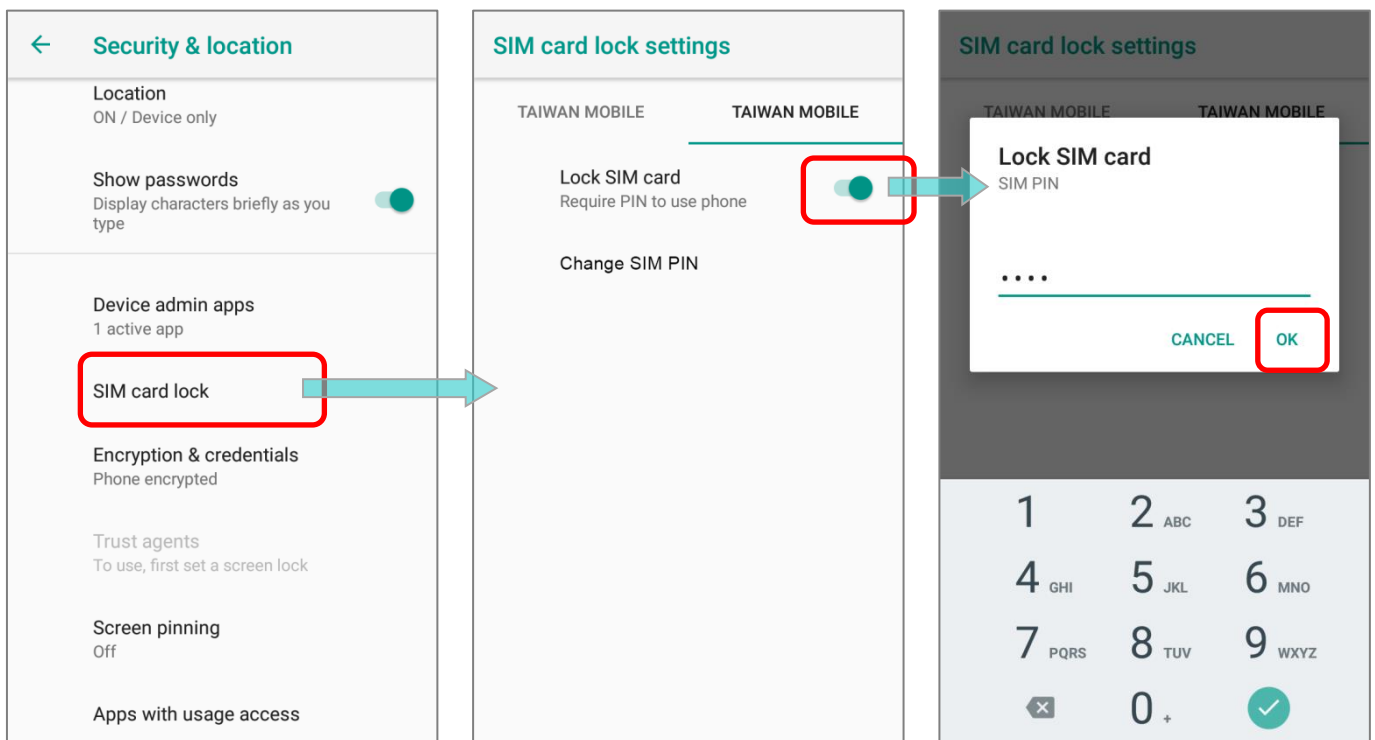 Security & location
Location
ON / Device only
Show passwords
Display characters briefly as you
type
Device admin apps
1 active app
SIM card lock
Encryption & credentials
Phone encrypted
Trust agents
To use, first set a screen lock
Screen pinning
Off
Apps with usage access
SIM card lock settings
TAIWAN MOBILE TAIWAN MOBILE
Lock SIM card
Require PIN to use phone
Change SIM PIN
SIM card lock settings
TAIWAN MOBILE TAIWAN MOBILE
Lock SIM card
SIM PIN
....
CANCEL OK
1 2 ABC 3 DEF
4 GHI 5 JKL 6 MNO
7 PQRS 8 TUV 9 WXYZ
0 +